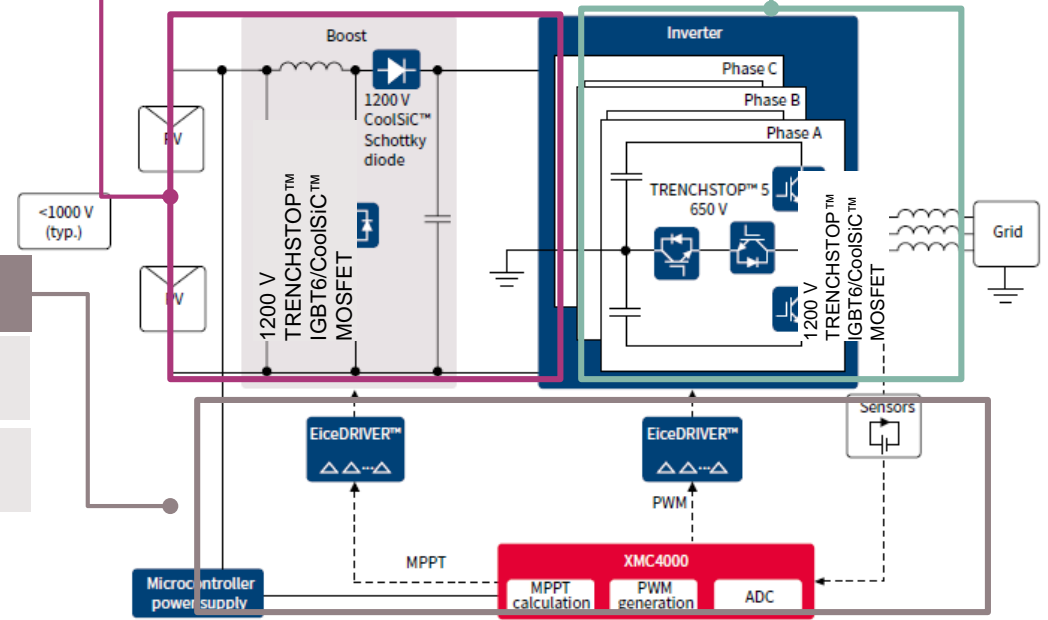 Boost
Inverter
Phase C
Phase B
Phase A
1200 V
CoolSiC™
Schottky
diode
PV
<1000 V
(typ.)
PV
1200 V
TRENCHSTOP™
IGBT6/CoolSiC™
MOSFET
TRENCHSTOP™ 5
650 V
1200 V
TRENCHSTOP™
IGBT6/CoolSiC™
MOSFET
Grid
Sensors
EiceDRIVER™
EiceDRIVER™
PWM
MPPT
XMC4000
MPPT
calculation
PWM
generation
ADC
Microcontroller
power supply